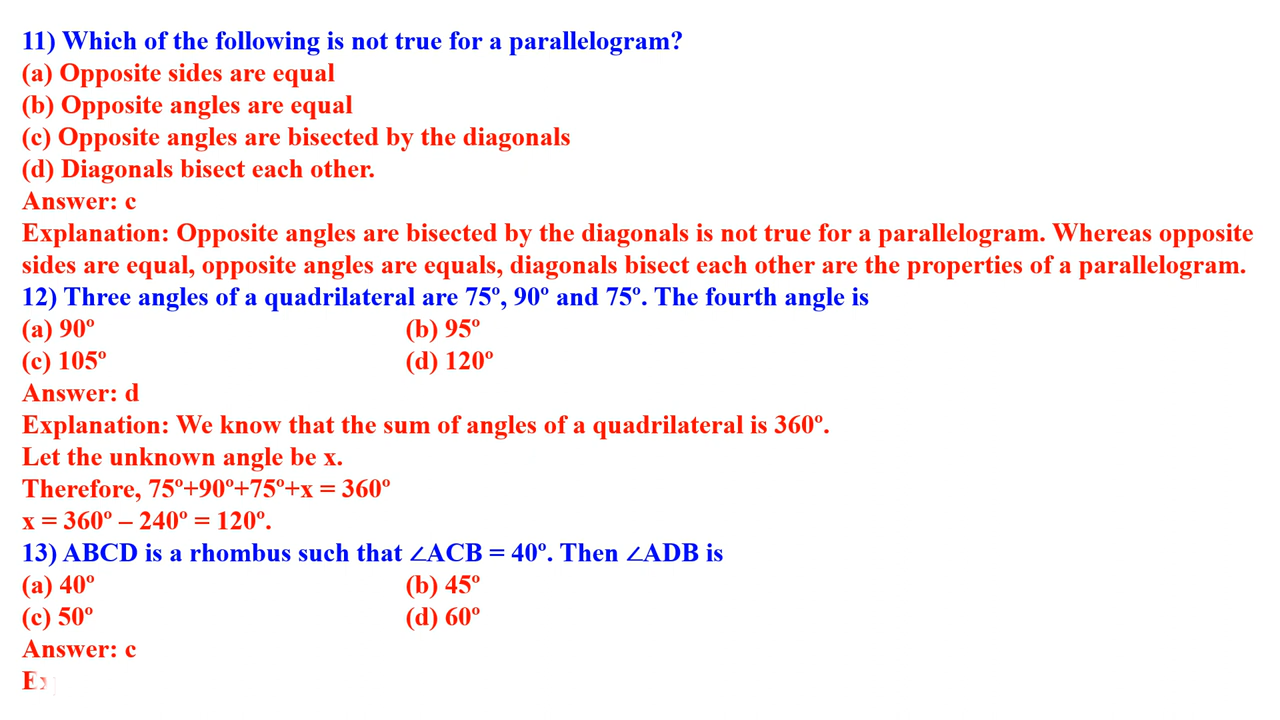 11) Which of the following is not true for a parallelogram?
(a) Opposite sides are equal
(b) Opposite angles are equal
(c) Opposite angles are bisected by the diagonals
(d) Diagonals bisect each other.
Answer: c
Explanation: Opposite angles are bisected by the diagonals is not true for a parallelogram. Whereas opposite
sides are equal, opposite angles are equals, diagonals bisect each other are the properties of a parallelogram.
12) Three angles of a quadrilateral are 75º, 90º and 75º. The fourth angle is
(a) 90º (b) 95º
(c) 105º (d) 120º
Answer: d
Explanation: We know that the sum of angles of a quadrilateral is 360º.
Let the unknown angle be x.
Therefore, 75º+90º+75º+x = 360º
x = 360º – 240º = 120º.
13) ABCD is a rhombus such that ∠ACB = 40º. Then ∠ADB is
(a) 40º (b) 45º
(c) 50º (d) 60º
Answer: c